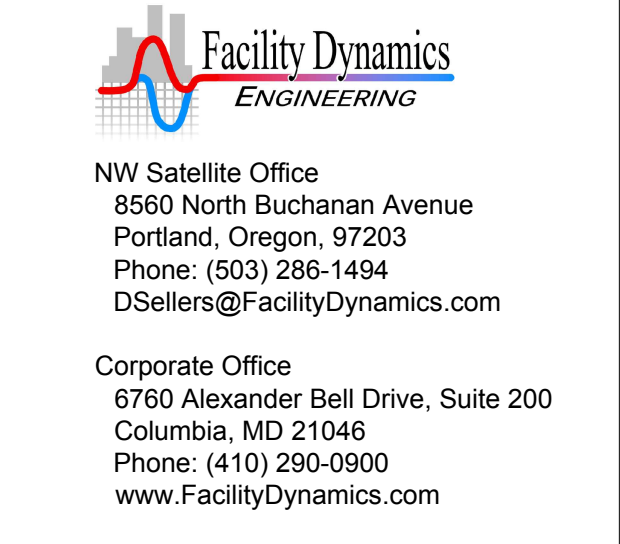 Facility Dynamics
ENGINEERING
NW Satellite Office
8560 North Buchanan Avenue
Portland, Oregon, 97203
Phone: (503) 286-1494
DSellers@FacilityDynamics.com
Corporate Office
6760 Alexander Bell Drive, Suite 200
Columbia, MD 21046
Phone: (410) 290-0900
www.FacilityDynamics.com